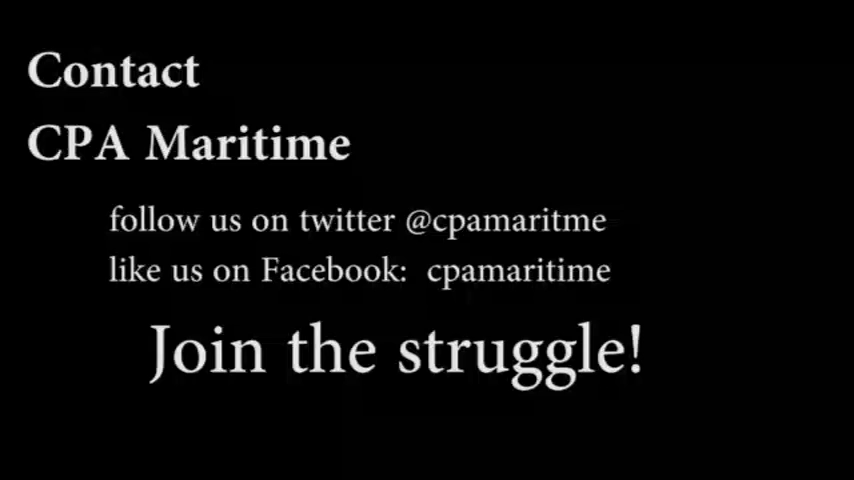 Contact
CPA Maritime
follow us on twitter @cpamaritme
like us on Facebook: cpamaritime
Join the struggle!